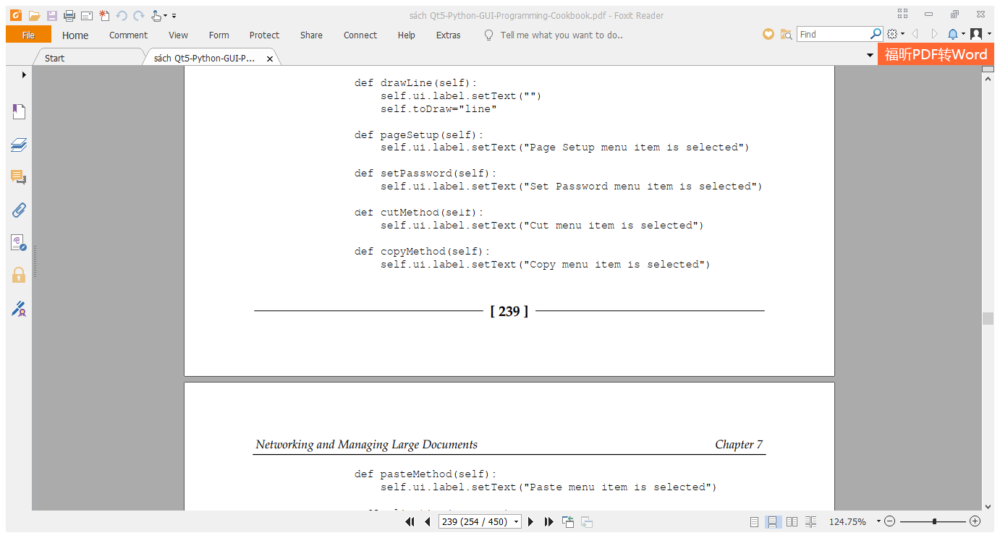 sách Qt5-Python-GUI-Programming-Cookbook.pdf - Foxit Reader
File Home Comment View Form Protect Share Connect Help Extras Tell me what you want to do.. Find
Start sách Qt5-Python-GUI-P... 福昕PDF转Word
def drawLine(self):
self.ui.label.setText("")
self.toDraw="line"
def pageSetup(self):
self.ui.label.setText("Page Setup menu item is selected")
def setPassword(self):
self.ui.label.setText("Set Password menu item is selected")
def cutMethod(self):
self.ui.label.setText("Cut menu item is selected")
def copyMethod(self):
self.ui.label.setText("Copy menu item is selected")
[ 239 ]
Networking and Managing Large Documents Chapter 7
def pasteMethod(self):
self.ui.label.setText("Paste menu item is selected")
239 (254 / 450) 124.75%